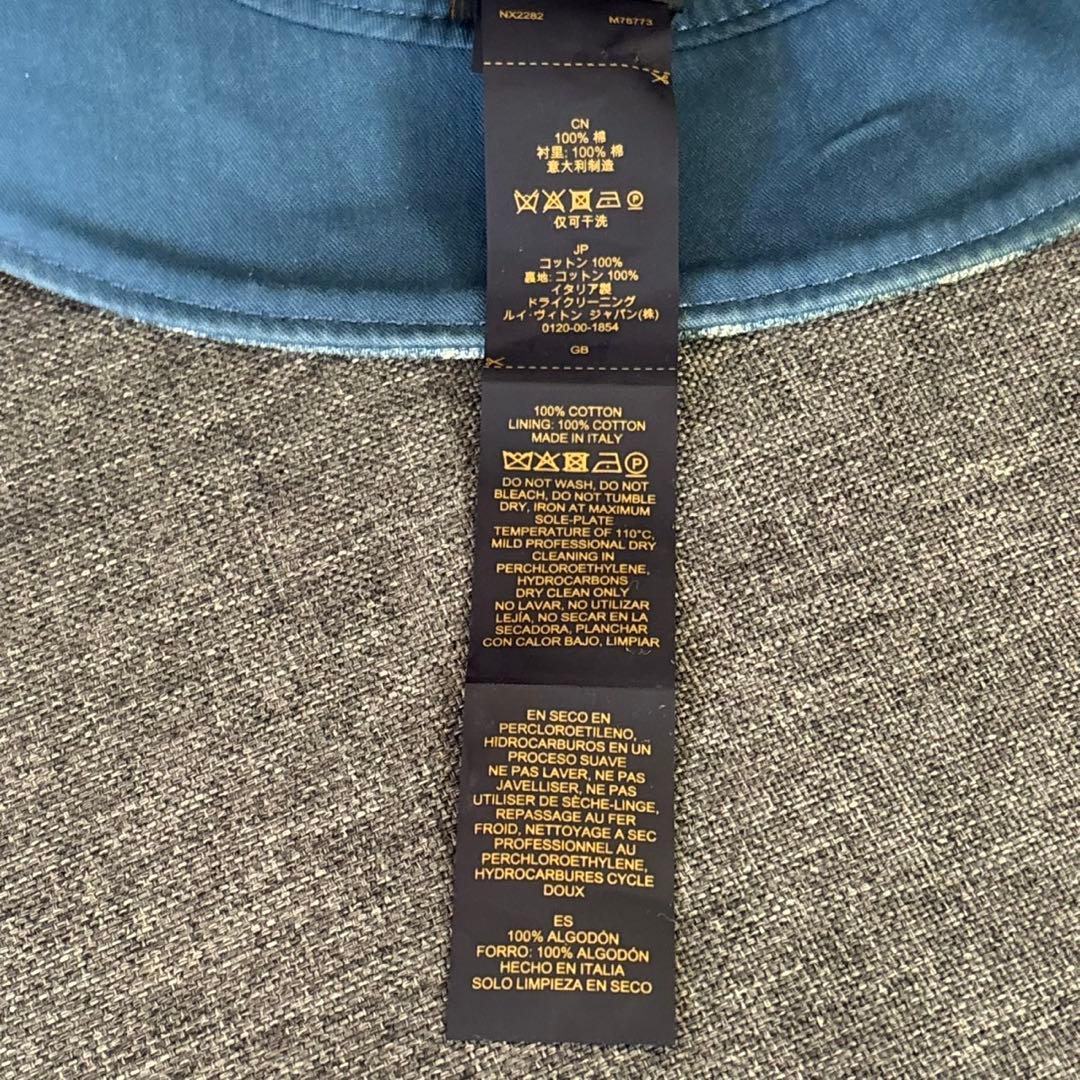 NX2282 M78773
CN
100% 棉
衬里: 100% 棉
意大利制造
P
仅可干洗
JP
コットン 100%
裏地: コットン 100%
イタリア製
ドライクリーニング
ルイ・ヴィトン ジャパン(株)
0120-00-1854
GB
100% COTTON
LINING: 100% COTTON
MADE IN ITALY
P
DO NOT WASH, DO NOT
BLEACH, DO NOT TUMBLE
DRY, IRON AT MAXIMUM
SOLE-PLATE
TEMPERATURE OF 110°C,
MILD PROFESSIONAL DRY
CLEANING IN
PERCHLOROETHYLENE,
HYDROCARBONS
DRY CLEAN ONLY
NO LAVAR, NO UTILIZAR
LEJÍA, NO SECAR EN LA
SECADORA, PLANCHAR
CON CALOR BAJO, LIMPIAR
EN SECO EN
PERCLOROETILENO,
HIDROCARBUROS EN UN
PROCESO SUAVE
NE PAS LAVER, NE PAS
JAVELLISER, NE PAS
UTILISER DE SÈCHE-LINGE,
REPASSAGE AU FER
FROID, NETTOYAGE A SEC
PROFESSIONNEL AU
PERCHLOROETHYLENE,
HYDROCARBURES CYCLE
DOUX
ES
100% ALGODÓN
FORRO: 100% ALGODÓN
HECHO EN ITALIA
SOLO LIMPIEZA EN SECO